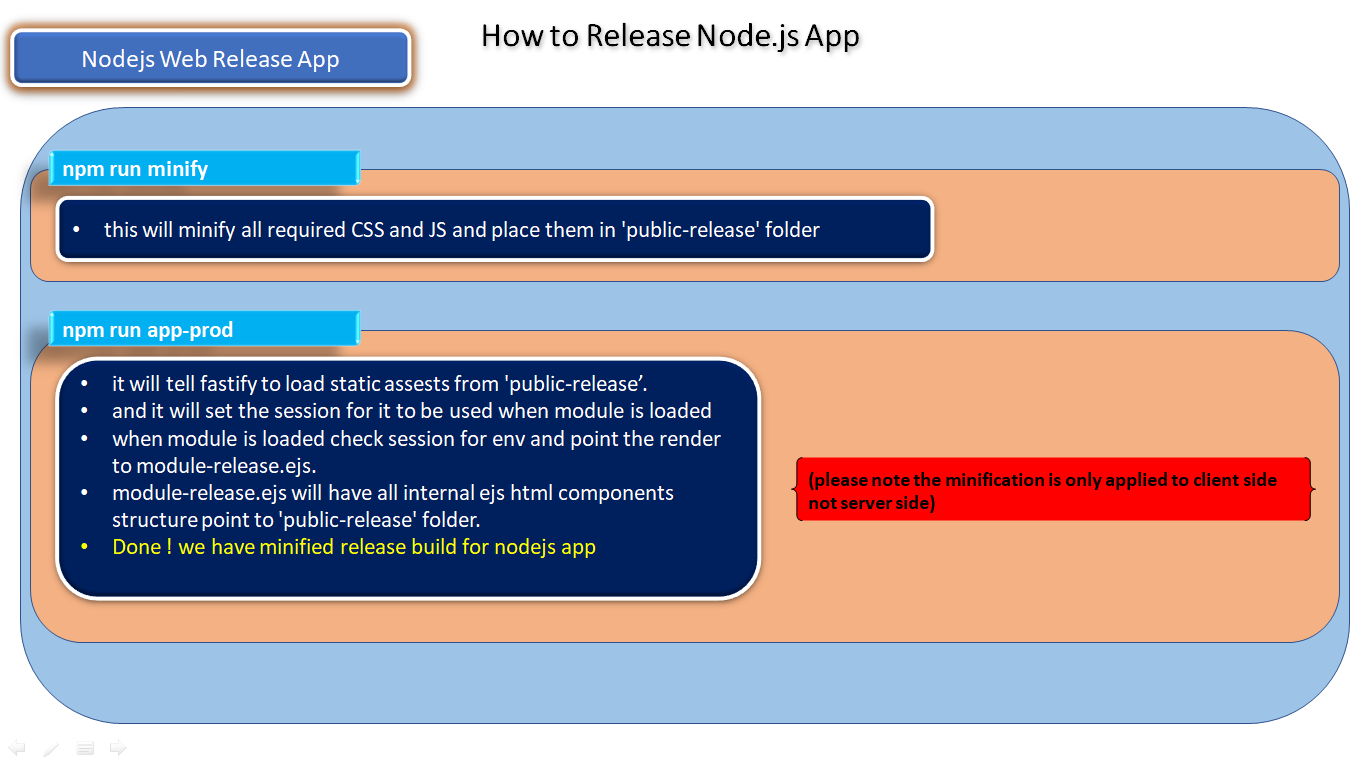 How to Release Node.js App
Nodejs Web Release App
npm run minify
• this will minify all required CSS and JS and place them in 'public-release' folder
npm run app-prod
• it will tell fastify to load static assests from 'public-release’.
• and it will set the session for it to be used when module is loaded
• when module is loaded check session for env and point the render
to module-release.ejs.
• module-release.ejs will have all internal ejs html components
structure point to 'public-release' folder.
• Done ! we have minified release build for nodejs app
(please note the minification is only applied to client side
not server side)